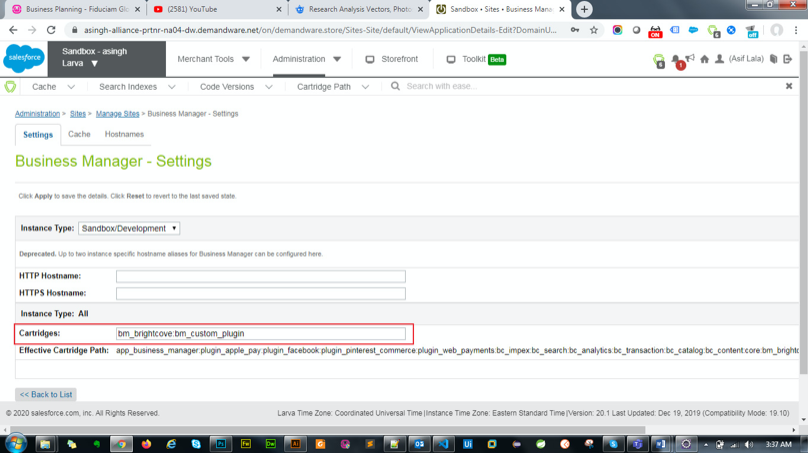 Business Planning - Fiduciam Glo
(2581) YouTube
Research Analysis Vectors, Photo
Sandbox • Sites • Business Mana
asingh-alliance-prtnr-na04-dw.demandware.net/on/demandware.store/Sites-Site/default/ViewApplicationDetails-Edit?DomainU...
salesforce
Sandbox - asingh
Larva
Merchant Tools
Administration
Storefront
Toolkit Beta
6
1
(Asif Lala)
Cache
Search Indexes
Code Versions
Cartridge Path
Search with ease...
Administration > Sites > Manage Sites > Business Manager - Settings
Settings
Cache
Hostnames
Business Manager - Settings
Click Apply to save the details. Click Reset to revert to the last saved state.
Instance Type: Sandbox/Development
Deprecated. Up to two instance specific hostname aliases for Business Manager can be configured here.
HTTP Hostname:
HTTPS Hostname:
Instance Type: All
Cartridges: bm_brightcove:bm_custom_plugin
Effective Cartridge Path: app_business_manager:plugin_apple_pay:plugin_facebook:plugin_pinterest_commerce:plugin_web_payments:bc_impex:bc_search:bc_analytics:bc_transaction:bc_catalog:bc_content:core:bm_brightc
<< Back to List
© 2020 salesforce.com, inc. All Rights Reserved.
Larva Time Zone: Coordinated Universal Time | Instance Time Zone: Eastern Standard Time | Version: 20.1 Last Updated: Dec 19, 2019 (Compatibility Mode: 19.10)
3:37 AM